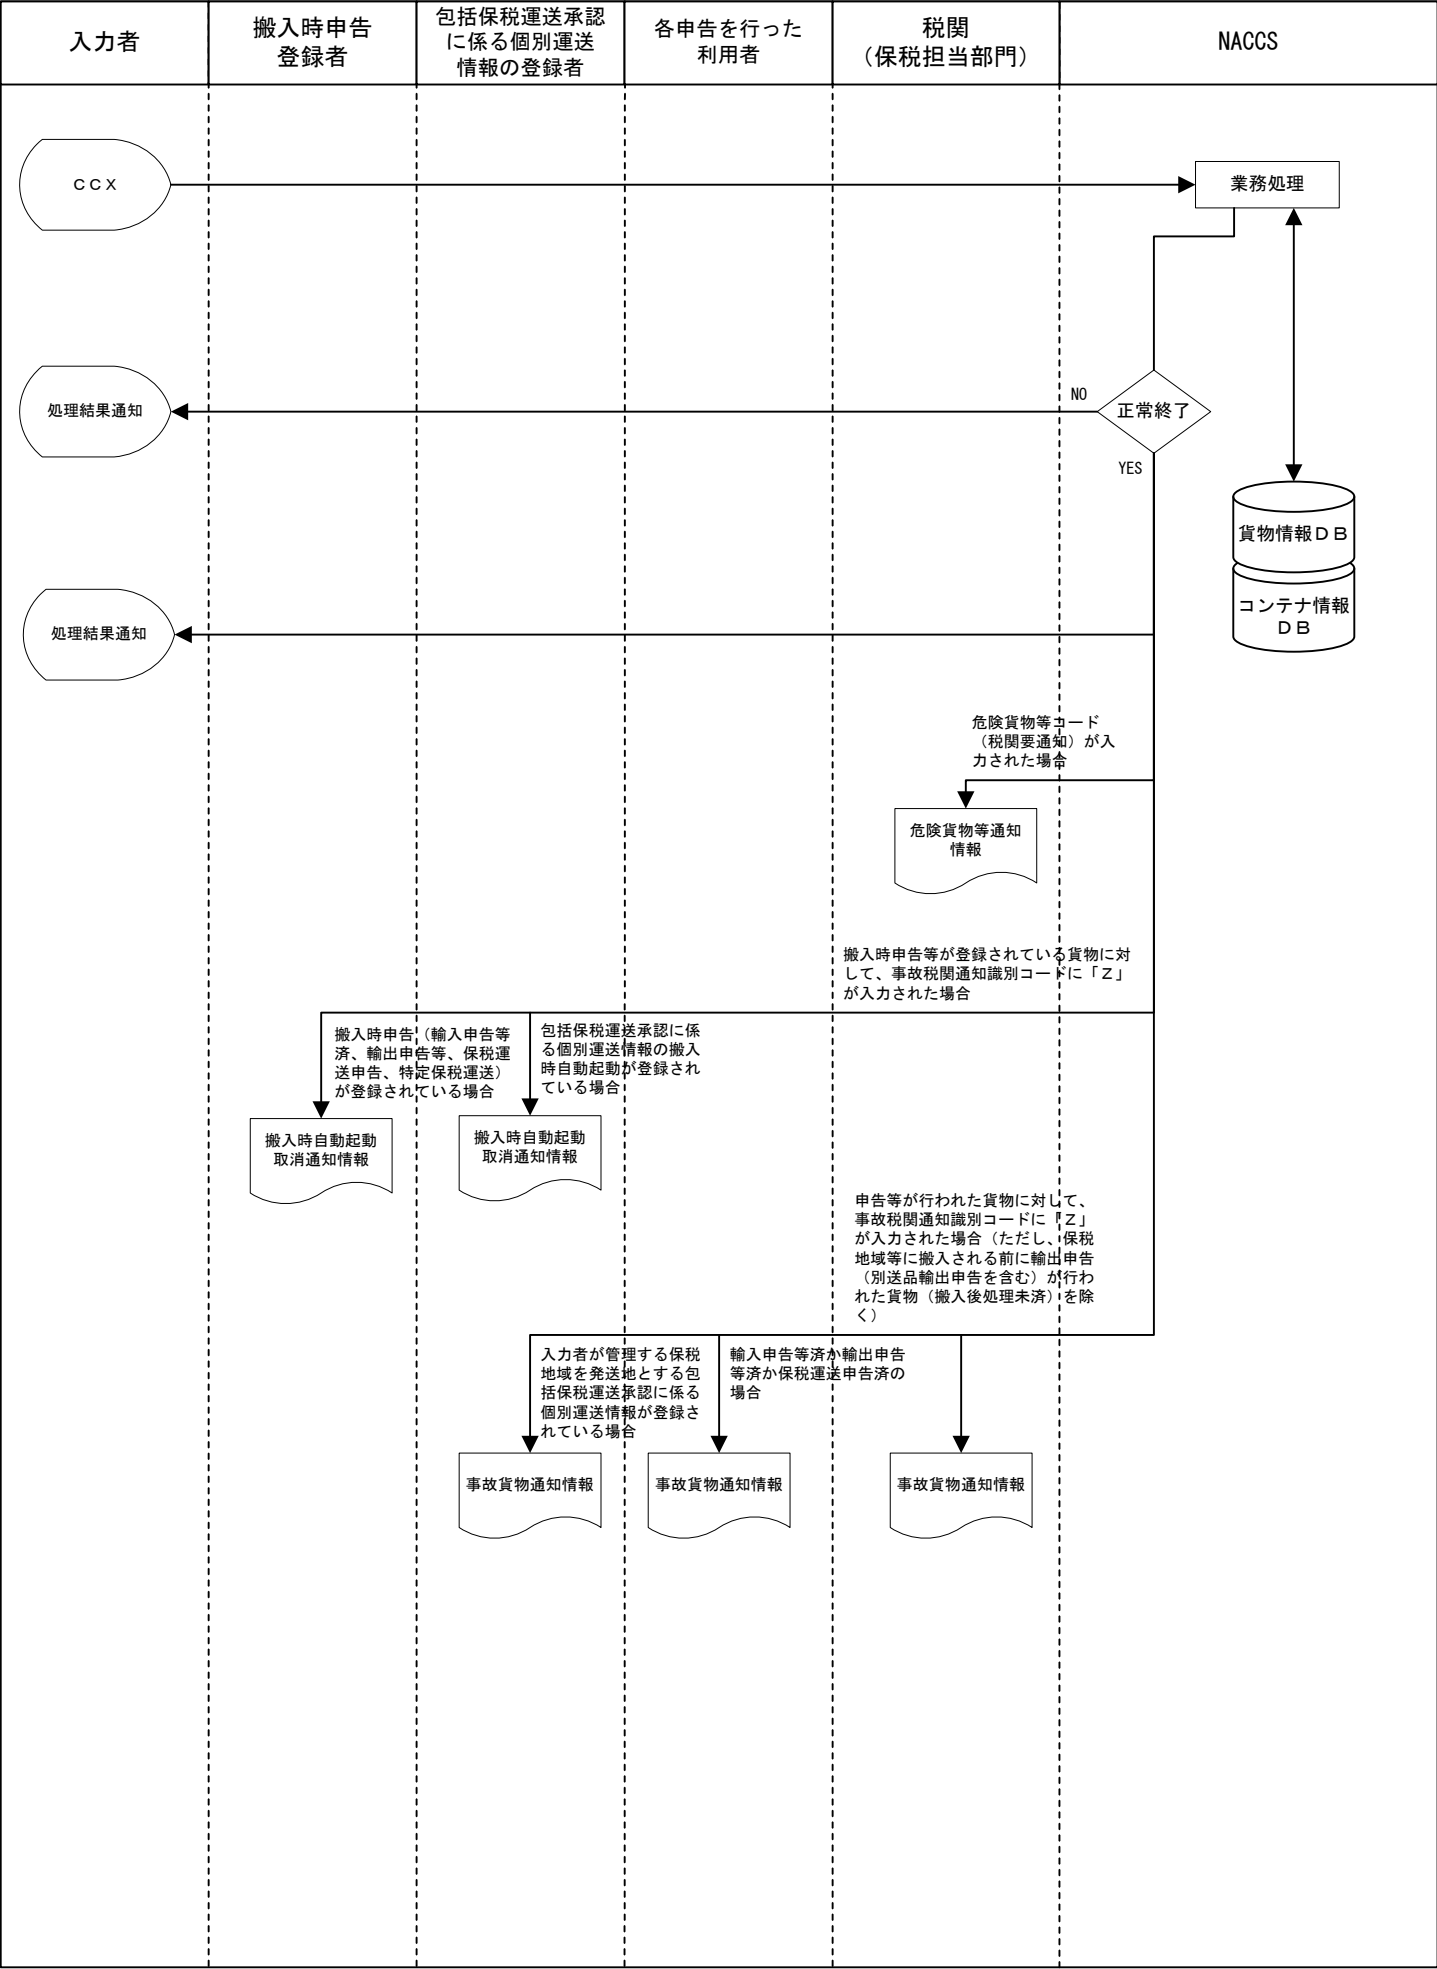 入力者
搬入時申告
登録者
包括保税運送承認
に係る個別運送
情報の登録者
各申告を行った
利用者
税関
（保税担当部門）
NACCS
ＣＣＸ
業務処理
処理結果通知
NO
正常終了
YES
貨物情報ＤＢ
コンテナ情報
ＤＢ
処理結果通知
危険貨物等コード
（税関要通知）が入
力された場合
危険貨物等通知
情報
搬入時申告等が登録されている貨物に対
して、事故税関通知識別コードに「Ｚ」
が入力された場合
搬入時申告（輸入申告等
済、輸出申告等、保税運
送申告、特定保税運送）
が登録されている場合
包括保税運送承認に係
る個別運送情報の搬入
時自動起動が登録され
ている場合
搬入時自動起動
取消通知情報
搬入時自動起動
取消通知情報
申告等が行われた貨物に対して、
事故税関通知識別コードに「Ｚ」
が入力された場合（ただし、保税
地域等に搬入される前に輸出申告
（別送品輸出申告を含む）が行わ
れた貨物（搬入後処理未済）を除
く）
入力者が管理する保税
地域を発送地とする包
括保税運送承認に係る
個別運送情報が登録さ
れている場合
輸入申告等済か輸出申告
等済か保税運送申告済の
場合
事故貨物通知情報
事故貨物通知情報
事故貨物通知情報